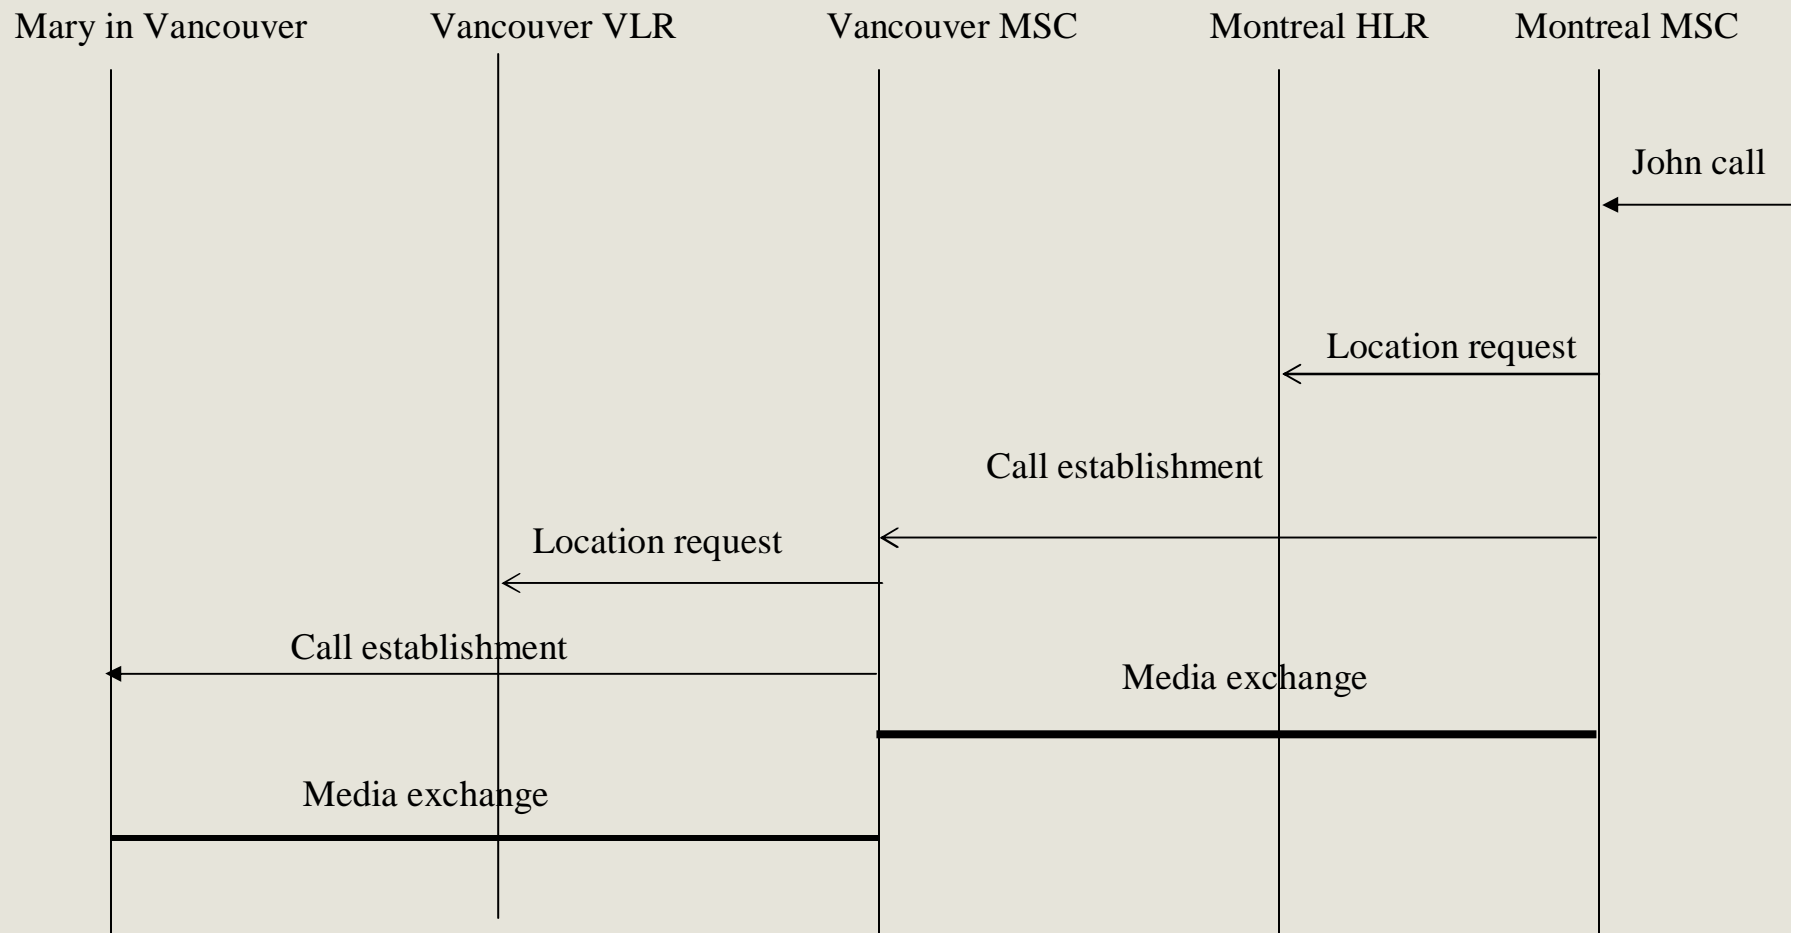 Mary in Vancouver
Vancouver VLR
Vancouver MSC
Montreal HLR
Montreal MSC
John call
Location request
Call establishment
Location request
Call establishment
Media exchange
Media exchange